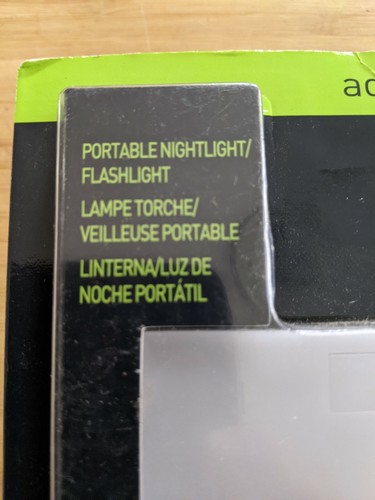 PORTABLE NIGHTLIGHT/
FLASHLIGHT
LAMPE TORCHE/
VEILLEUSE PORTABLE
LINTERNA/LUZ DE
NOCHE PORTÁTIL